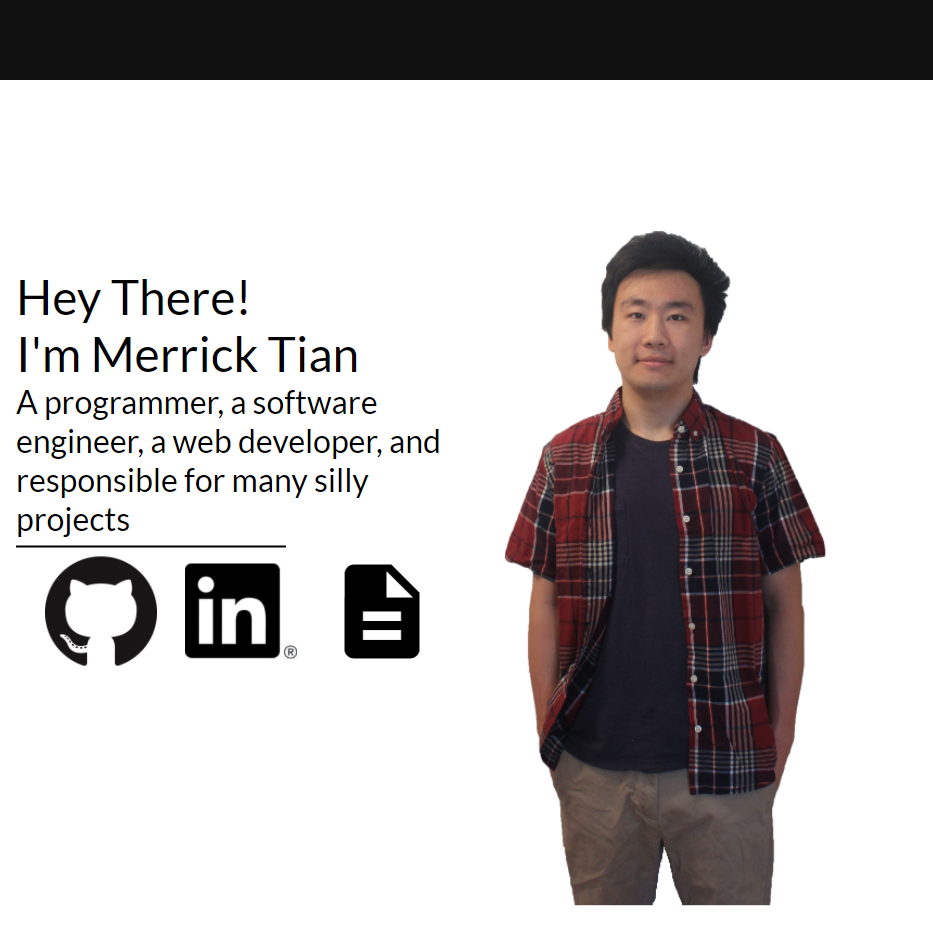 Hey There!
I'm Merrick Tian
A programmer, a software
engineer, a web developer, and
responsible for many silly
projects
in ®